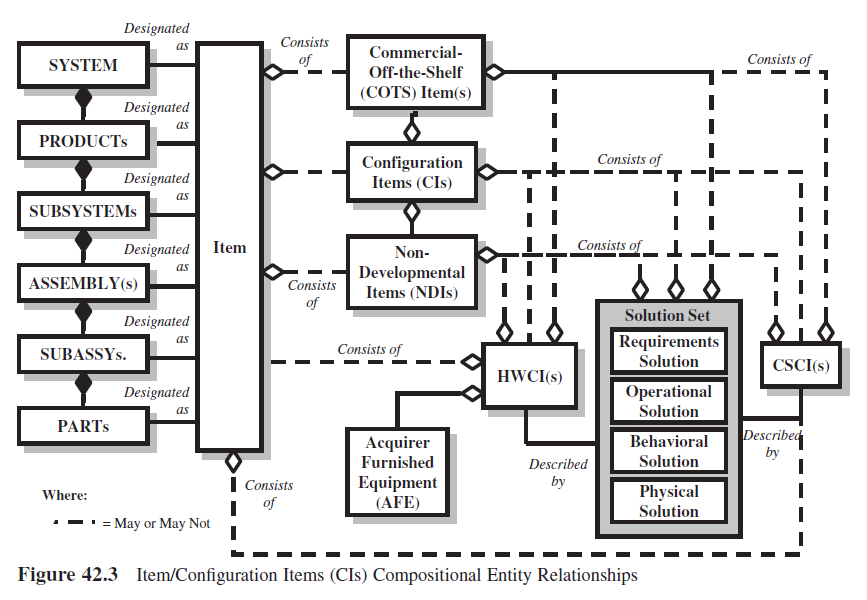 Designated
as
SYSTEM
Designated
as
PRODUCTs
Designated
as
SUBSYSTEMs
Designated
as
ASSEMBLY(s)
Designated
as
SUBASSYs.
Designated
as
PARTs
Item
Consists
of
Commercial-
Off-the-Shelf
(COTS) Item(s)
Consists of
Configuration
Items (CIs)
Consists of
Non-
Developmental
Items (NDIs)
Consists of
Consists
of
Consists of
HWCI(s)
Acquirer
Furnished
Equipment
(AFE)
Described
by
Solution Set
Requirements
Solution
Operational
Solution
Behavioral
Solution
Physical
Solution
CSCI(s)
Described
by
Consists
of
Where:
= May or May Not
Figure 42.3 Item/Configuration Items (CIs) Compositional Entity Relationships